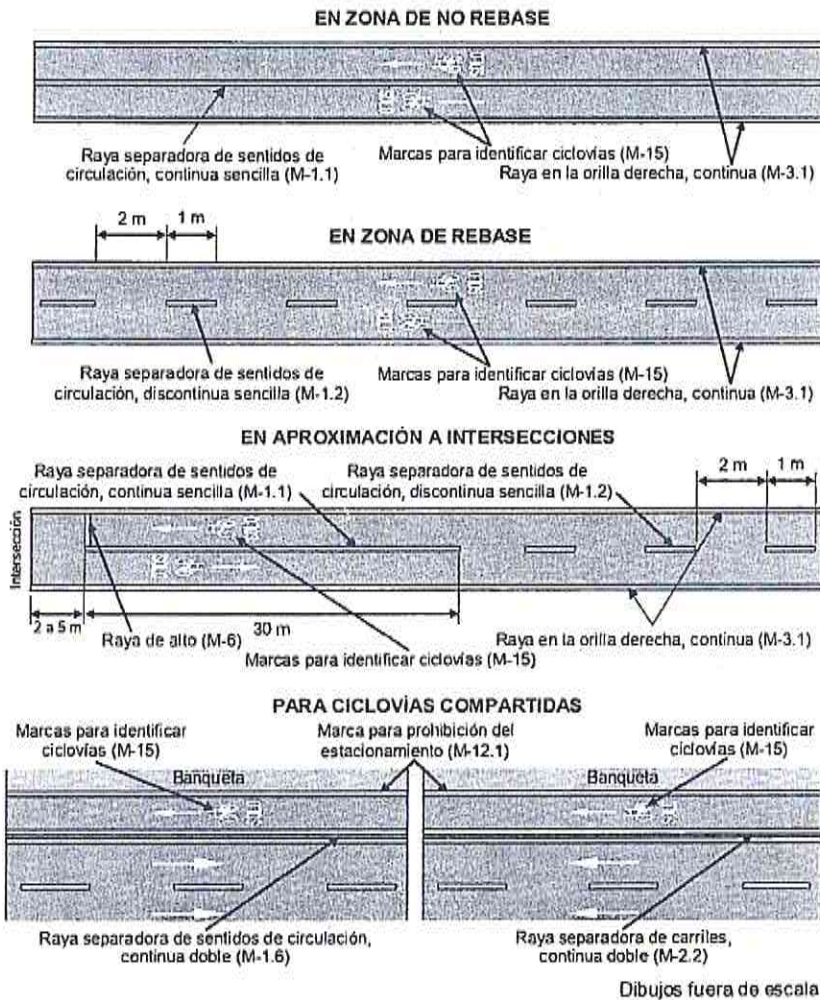 EN ZONA DE NO REBASE
Raya separadora de sentidos de
circulación, continua sencilla (M-1.1)
Marcas para identificar ciclovías (M-15)
Raya en la orilla derecha, continua (M-3.1)
2 m
1 m
EN ZONA DE REBASE
Raya separadora de sentidos de
circulación, discontinua sencilla (M-1.2)
Marcas para identificar ciclovías (M-15)
Raya en la orilla derecha, continua (M-3.1)
EN APROXIMACIÓN A INTERSECCIONES
Raya separadora de sentidos de
circulación, continua sencilla (M-1.1)
Raya separadora de sentidos de
circulación, discontinua sencilla (M-1.2)
2 m
1 m
Intersección
2 a 5 m
Raya de alto (M-6)
30 m
Marcas para identificar ciclovías (M-15)
Raya en la orilla derecha, continua (M-3.1)
PARA CICLOVÍAS COMPARTIDAS
Marcas para identificar
ciclovías (M-15)
Marca para prohibición del
estacionamiento (M-12.1)
Marcas para identificar
ciclovías (M-15)
Banqueta
Banqueta
Raya separadora de sentidos de circulación,
continua doble (M-1.6)
Raya separadora de carriles,
continua doble (M-2.2)
Dibujos fuera de escala